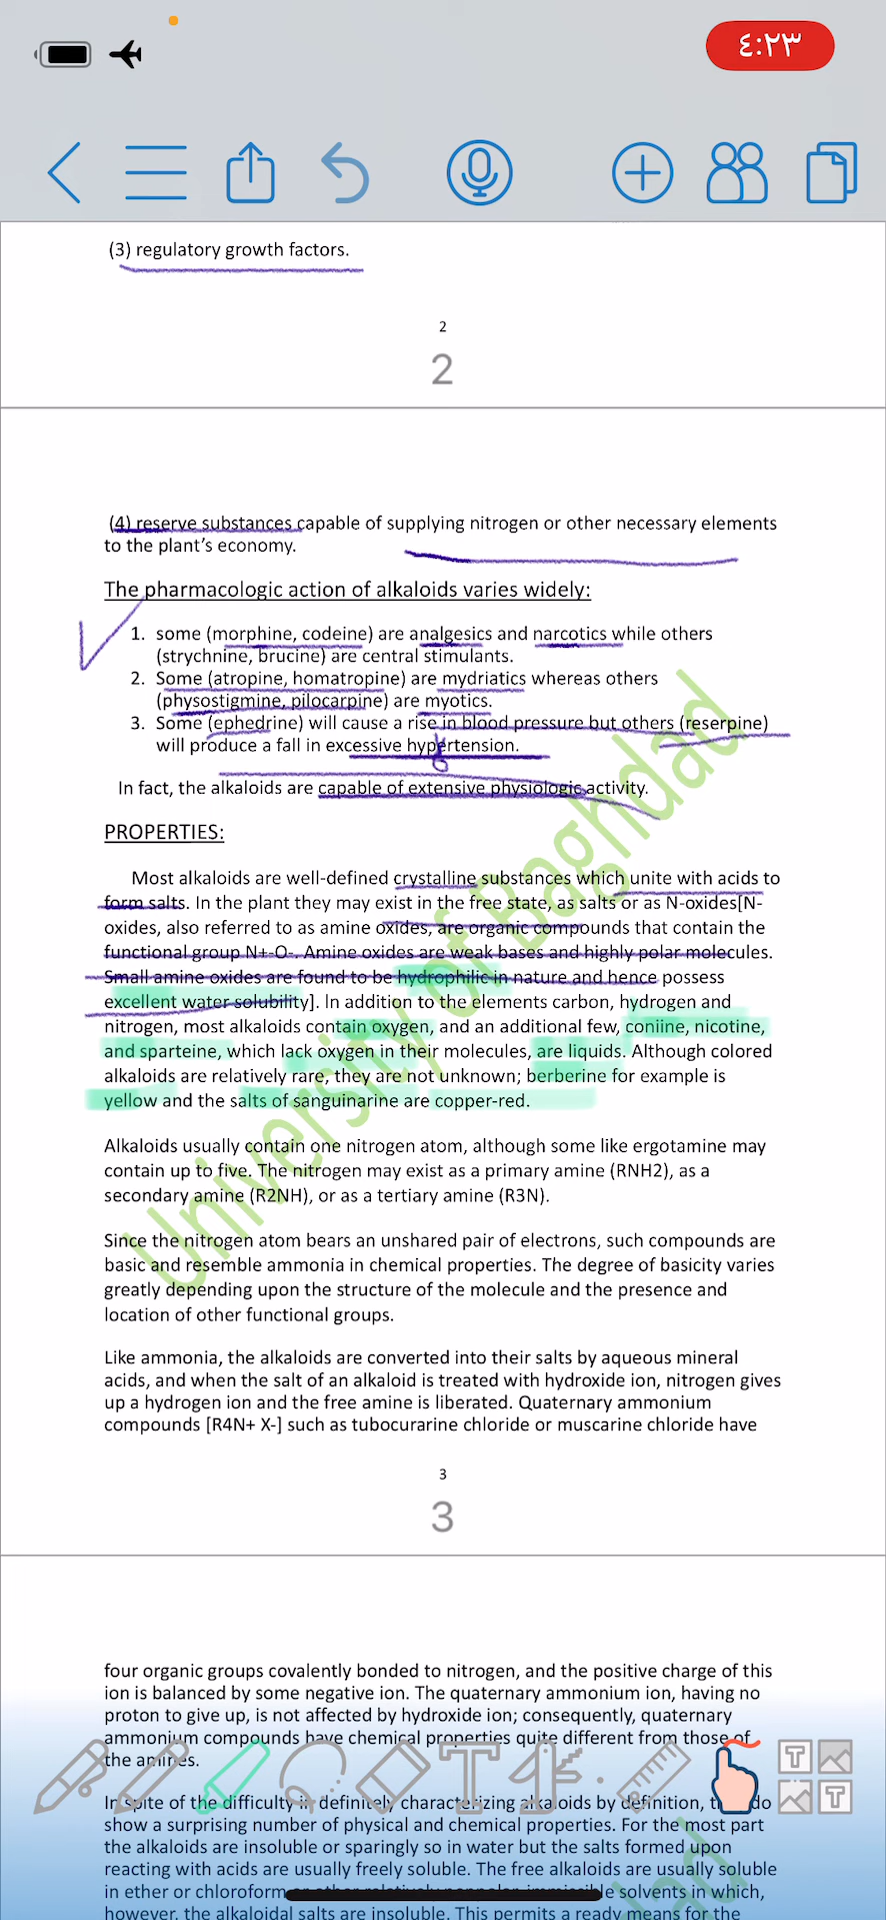 ٤:٢٣
(3) regulatory growth factors.
2
2
(4) reserve substances capable of supplying nitrogen or other necessary elements
to the plant’s economy.
The pharmacologic action of alkaloids varies widely:
1. some (morphine, codeine) are analgesics and narcotics while others
(strychnine, brucine) are central stimulants.
2. Some (atropine, homatropine) are mydriatics whereas others
(physostigmine, pilocarpine) are myotics.
3. Some (ephedrine) will cause a rise in blood pressure but others (reserpine)
will produce a fall in excessive hypertension.
In fact, the alkaloids are capable of extensive physiologic activity.
PROPERTIES:
Most alkaloids are well-defined crystalline substances which unite with acids to
form salts. In the plant they may exist in the free state, as salts or as N-oxides[N-
oxides, also referred to as amine oxides, are organic compounds that contain the
functional group N+-O-. Amine oxides are weak bases and highly polar molecules.
Small amine oxides are found to be hydrophilic in nature and hence possess
excellent water solubility]. In addition to the elements carbon, hydrogen and
nitrogen, most alkaloids contain oxygen, and an additional few, coniine, nicotine,
and sparteine, which lack oxygen in their molecules, are liquids. Although colored
alkaloids are relatively rare, they are not unknown; berberine for example is
yellow and the salts of sanguinarine are copper-red.
Alkaloids usually contain one nitrogen atom, although some like ergotamine may
contain up to five. The nitrogen may exist as a primary amine (RNH2), as a
secondary amine (R2NH), or as a tertiary amine (R3N).
Since the nitrogen atom bears an unshared pair of electrons, such compounds are
basic and resemble ammonia in chemical properties. The degree of basicity varies
greatly depending upon the structure of the molecule and the presence and
location of other functional groups.
Like ammonia, the alkaloids are converted into their salts by aqueous mineral
acids, and when the salt of an alkaloid is treated with hydroxide ion, nitrogen gives
up a hydrogen ion and the free amine is liberated. Quaternary ammonium
compounds [R4N+ X-] such as tubocurarine chloride or muscarine chloride have
University of Baghdad
3
3
four organic groups covalently bonded to nitrogen, and the positive charge of this
ion is balanced by some negative ion. The quaternary ammonium ion, having no
proton to give up, is not affected by hydroxide ion; consequently, quaternary
ammonium compounds have chemical properties quite different from those of
the amines.
In spite of the difficulty in definitely characterizing alkaloids by definition, do
show a surprising number of physical and chemical properties. For the most part
the alkaloids are insoluble or sparingly so in water but the salts formed upon
reacting with acids are usually freely soluble. The free alkaloids are usually soluble
in ether or chloroform solvents in which,
however, the alkaloidal salts are insoluble. This permits a ready means for the